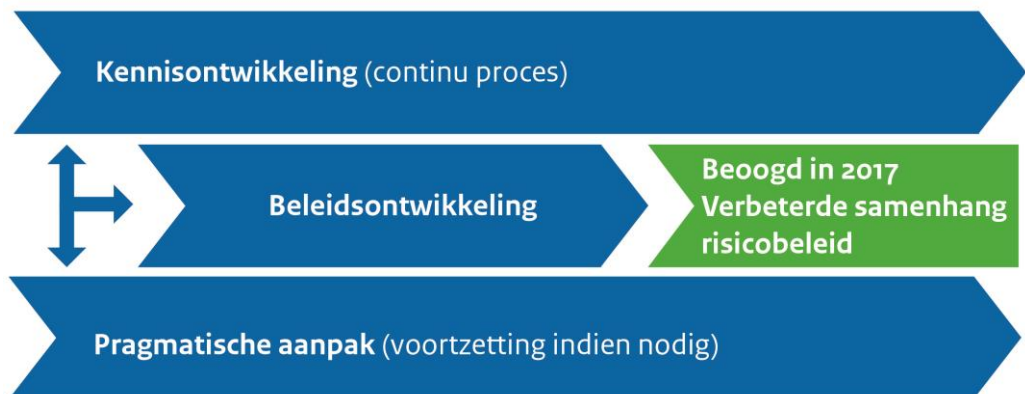 Kennisontwikkeling (continu proces)
Beleidsontwikkeling
Beoogd in 2017
Verbeterde samenhang
risicobeleid
Pragmatische aanpak (voortzetting indien nodig)